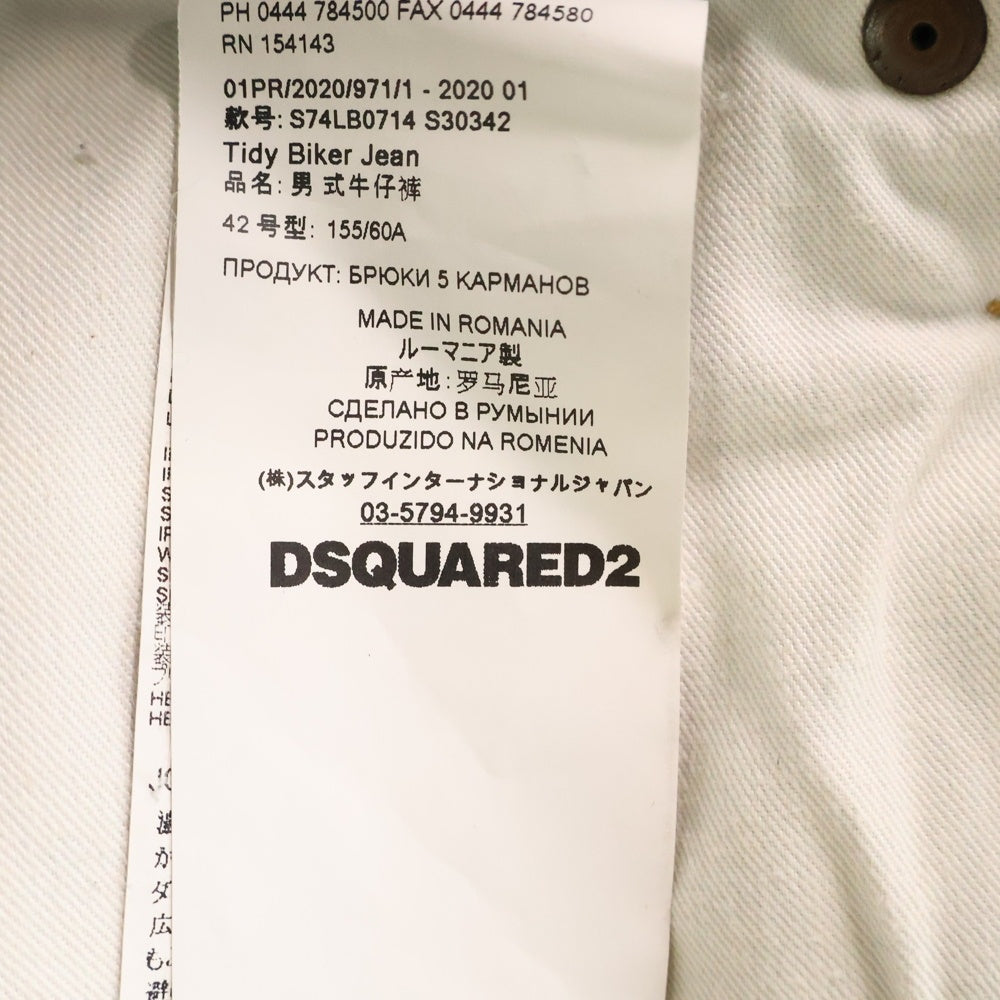 PH 0444 784500 FAX 0444 784580
RN 154143
01PR/2020/971/1 - 2020 01
款号: S74LB0714 S30342
Tidy Biker Jean
品名: 男 式牛仔裤
42 号型: 155/60A
ПРОДУКТ: БРЮКИ 5 КАРМАНОВ
MADE IN ROMANIA
ルーマニア製
原产地: 罗马尼亚
СДЕЛАНО В РУМЫНИИ
PRODUZIDO NA ROMENIA
(株)スタッフインターナショナルジャパン
03-5794-9931
DSQUARED2